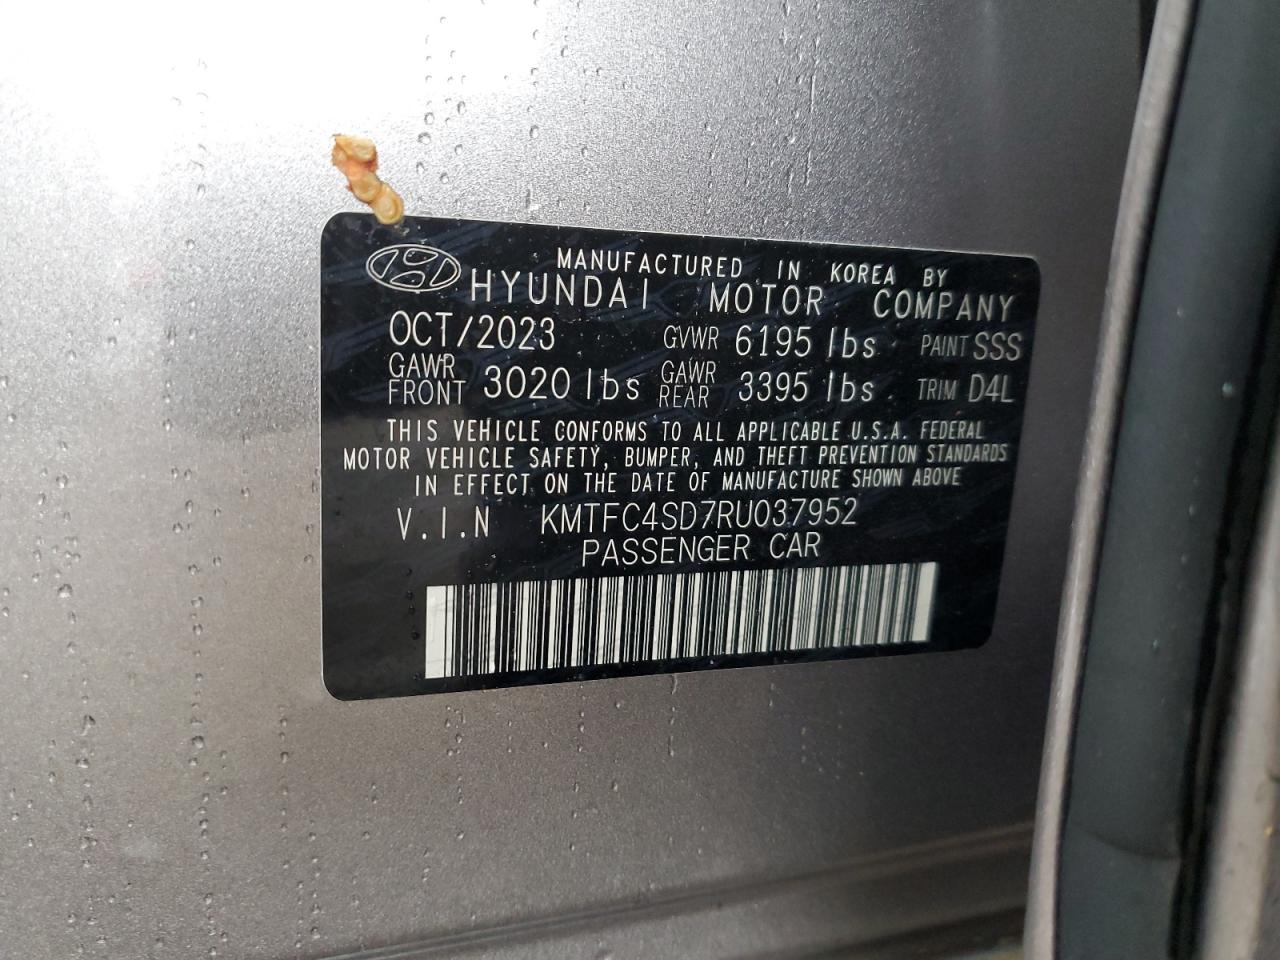 MANUFACTURED IN KOREA BY
HYUNDAI MOTOR COMPANY
OCT/2023 GVWR 6195 lbs PAINT SSS
GAWR FRONT 3020 lbs GAWR REAR 3395 lbs TRIM D4L
THIS VEHICLE CONFORMS TO ALL APPLICABLE U.S.A. FEDERAL
MOTOR VEHICLE SAFETY, BUMPER, AND THEFT PREVENTION STANDARDS
IN EFFECT ON THE DATE OF MANUFACTURE SHOWN ABOVE
V.I.N KMTFC4SD7RU037952
PASSENGER CAR